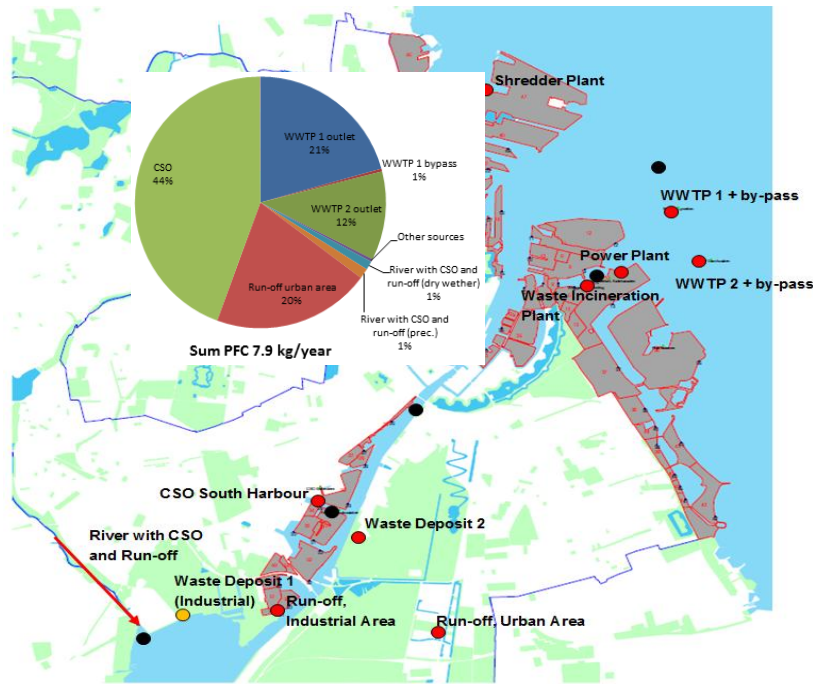 Shredder Plant
WWTP 1 outlet
21%
WWTP 1 bypass
1%
CSO
44%
WWTP 2 outlet
12%
Other sources
River with CSO and
run-off (dry wether)
1%
River with CSO and
run-off (prec.)
1%
Run-off urban area
20%
Sum PFC 7.9 kg/year
WWTP 1 + by-pass
Power Plant
WWTP 2 + by-pass
Waste Incineration
Plant
CSO South Harbour
Waste Deposit 2
River with CSO
and Run-off
Waste Deposit 1
(Industrial)
Run-off,
Industrial Area
Run-off, Urban Area